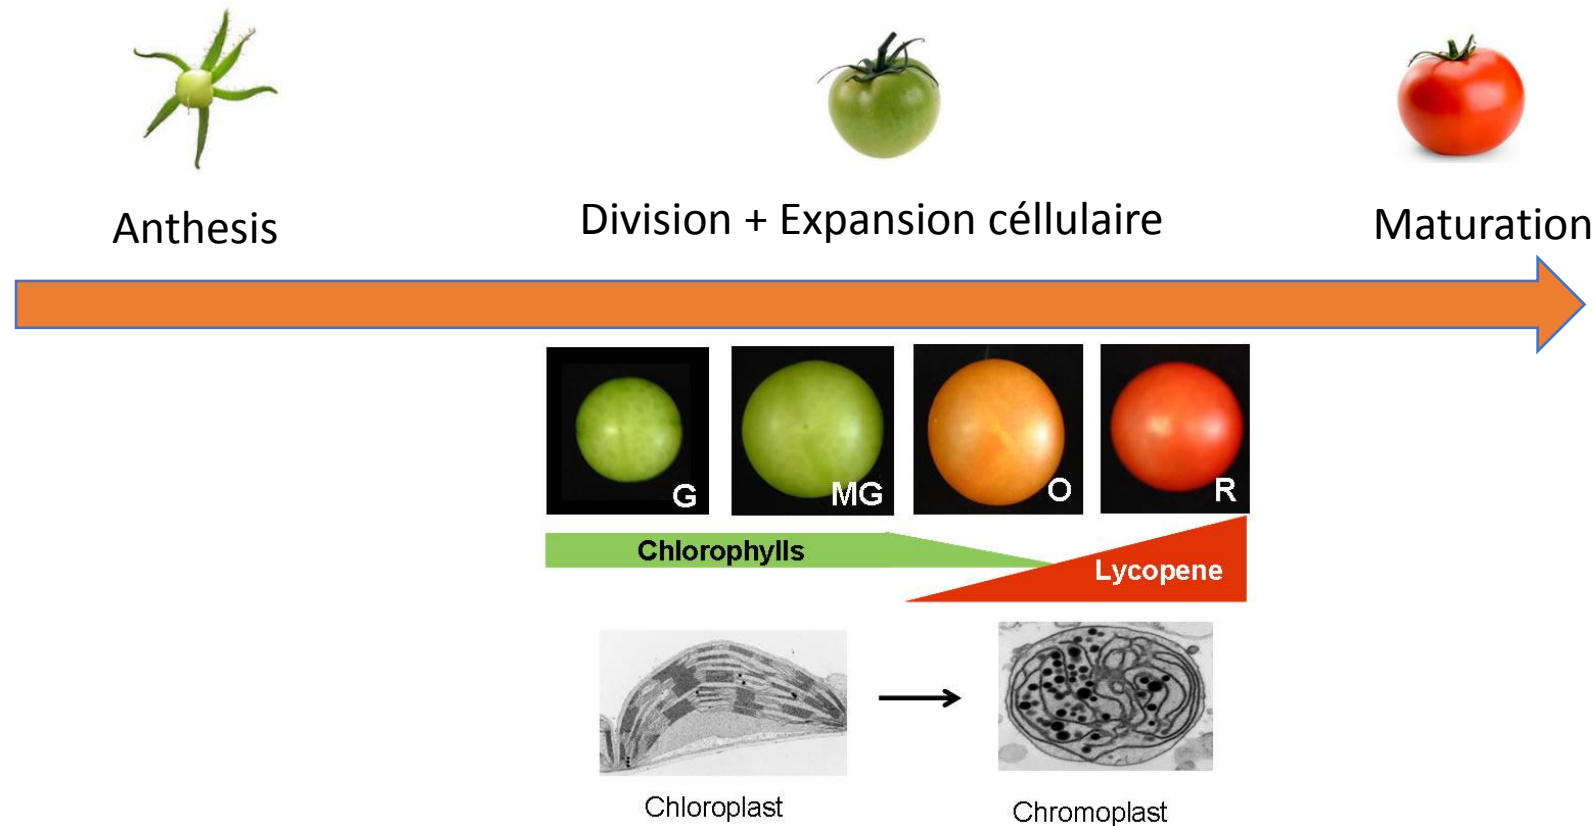 Anthesis
Division + Expansion céllulaire
Maturation
G
MG
O
R
Chlorophylls
Lycopene
Chloroplast
Chromoplast